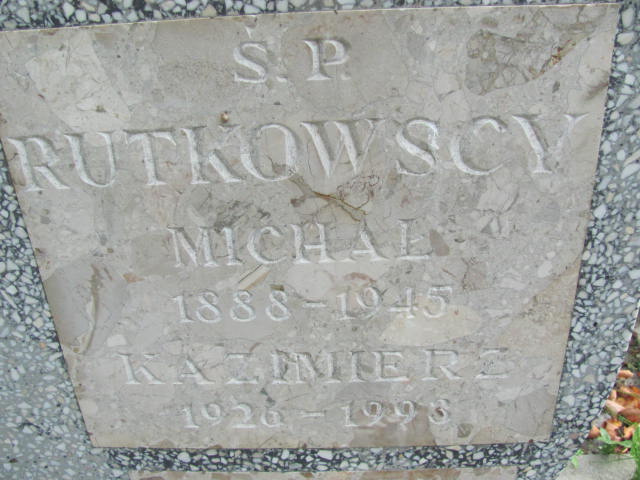 Ś. P.
RUTKOWSCY
MICHAŁ
1888 - 1945
KAZIMIERZ
1926 - 1993